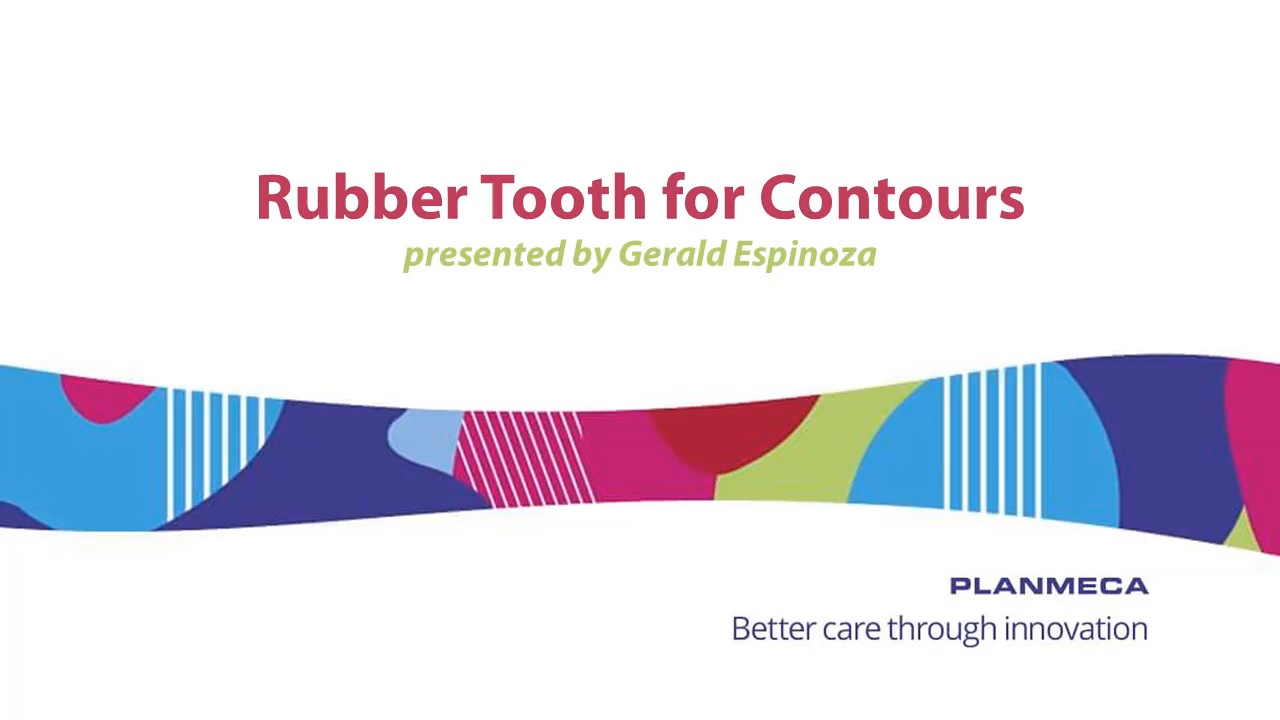 Rubber Tooth for Contours
presented by Gerald Espinoza
PLANMECA
Better care through innovation